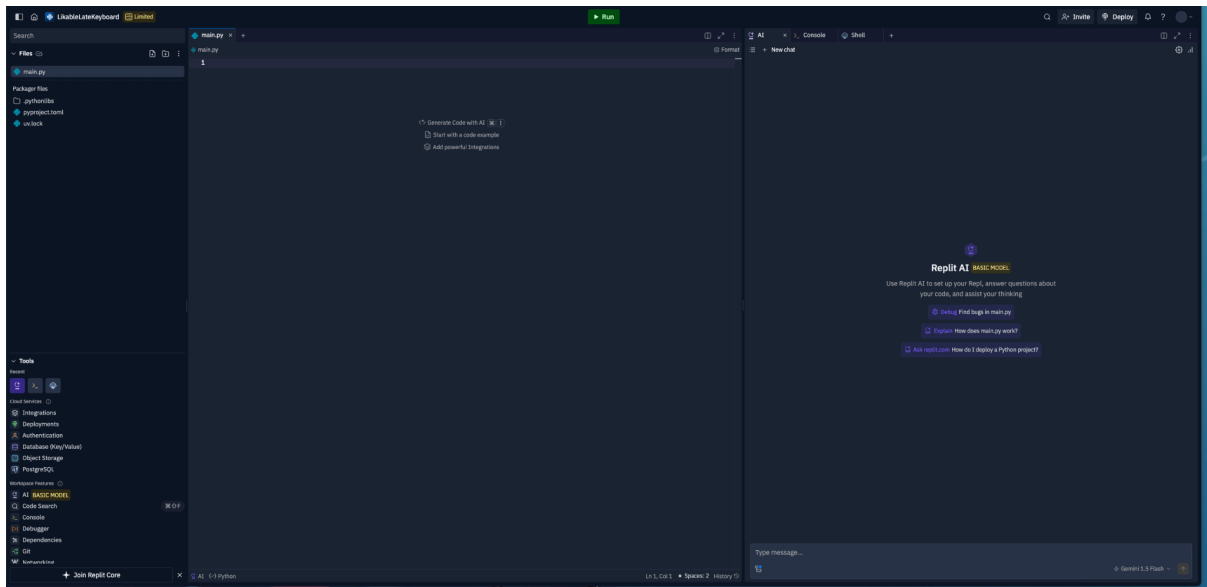 LikableLateKeyboard Limited
Run
Invite Deploy
Search
Files
main.py
Packager files
.pythonlibs
pyproject.toml
uv.lock
Tools
Recent
Cloud Services
Integrations
Deployments
Authentication
Database (Key/Value)
Object Storage
PostgreSQL
Workspace Features
AI BASIC MODEL
Code Search ⌘⇧F
Console
Debugger
Dependencies
Git
Networking
+ Join Replit Core ×
main.py × +
main.py Format
1
Generate Code with AI ⌘ I
Start with a code example
Add powerful Integrations
AI Python Ln 1, Col 1 • Spaces: 2 History
AI × Console Shell +
+ New chat
Replit AI BASIC MODEL
Use Replit AI to set up your Repl, answer questions about
your code, and assist your thinking
Debug Find bugs in main.py
Explain How does main.py work?
Ask replit.com How do I deploy a Python project?
Type message...
Gemini 1.5 Flash